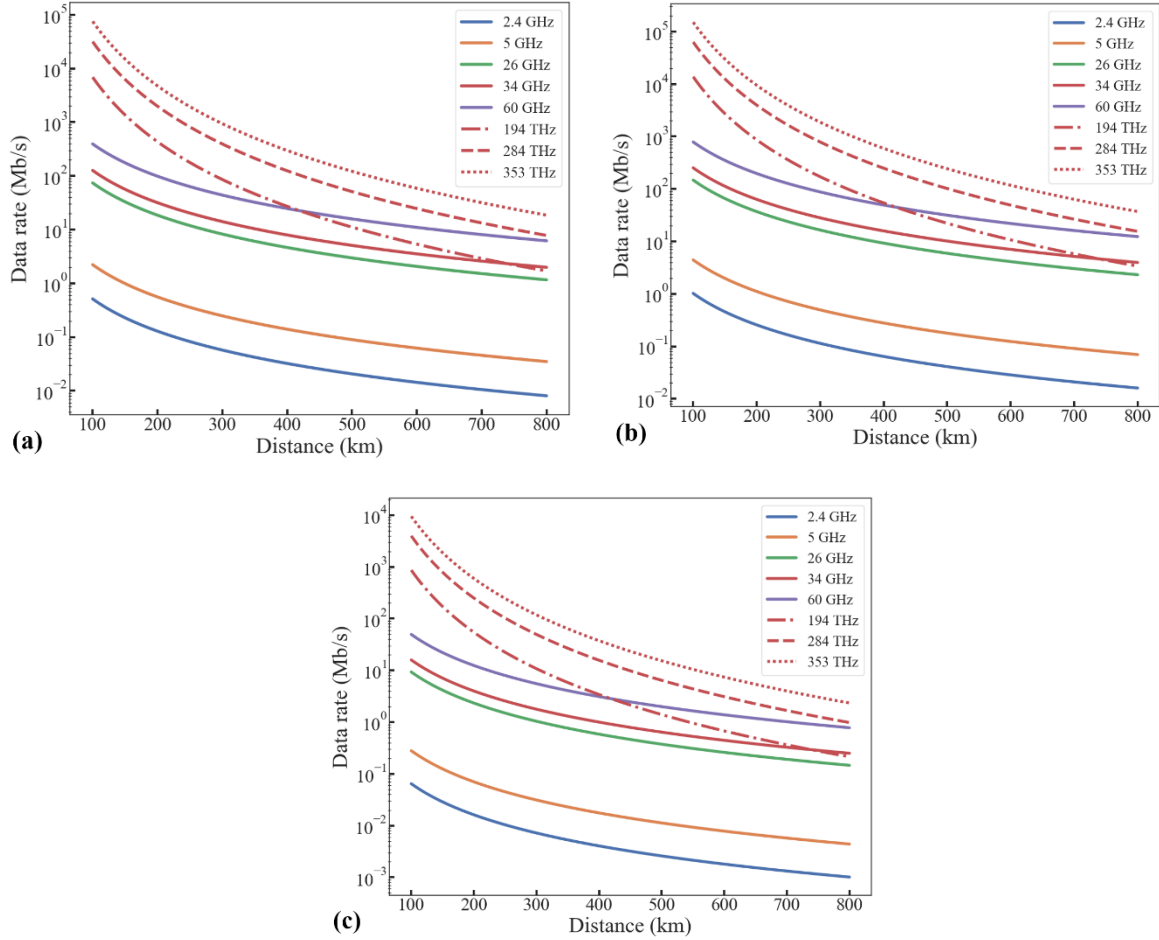 10^5
10^4
10^3
10^2
10^1
10^0
10^-1
10^-2
Data rate (Mb/s)
2.4 GHz
5 GHz
26 GHz
34 GHz
60 GHz
194 THz
284 THz
353 THz
100 200 300 400 500 600 700 800
Distance (km)
(a)
10^5
10^4
10^3
10^2
10^1
10^0
10^-1
10^-2
Data rate (Mb/s)
2.4 GHz
5 GHz
26 GHz
34 GHz
60 GHz
194 THz
284 THz
353 THz
100 200 300 400 500 600 700 800
Distance (km)
(b)
10^4
10^3
10^2
10^1
10^0
10^-1
10^-2
10^-3
Data rate (Mb/s)
2.4 GHz
5 GHz
26 GHz
34 GHz
60 GHz
194 THz
284 THz
353 THz
100 200 300 400 500 600 700 800
Distance (km)
(c)